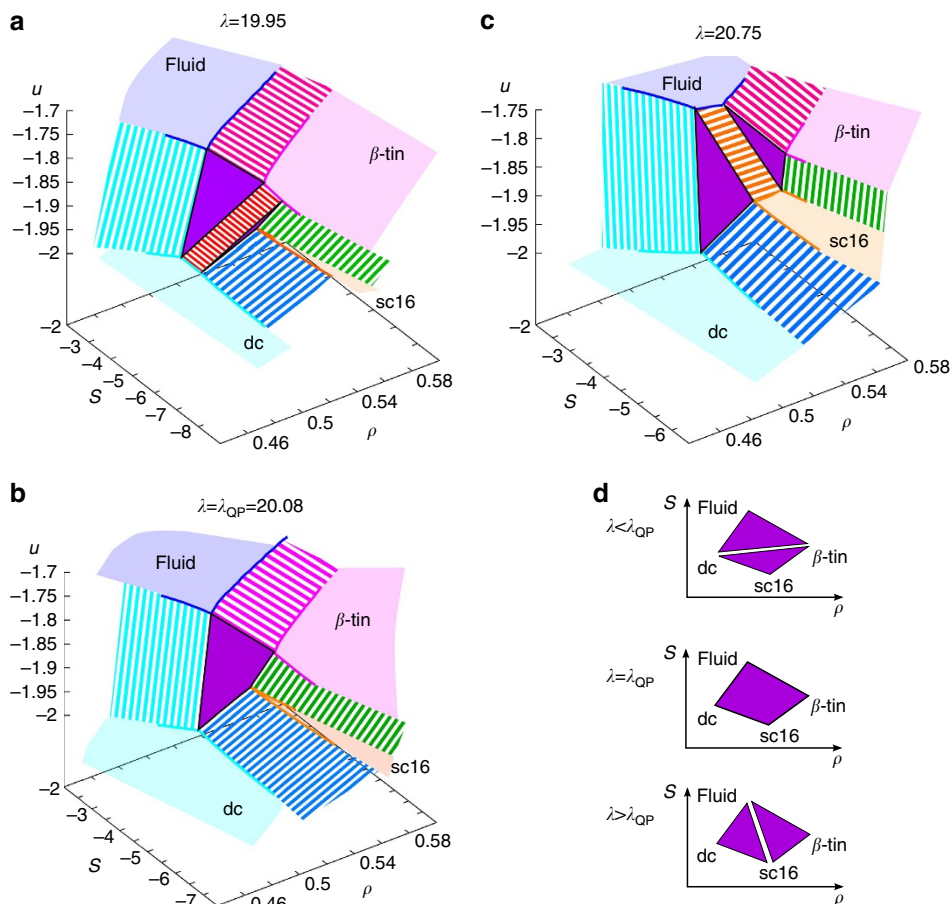 a
λ=19.95
Fluid
u
−1.7
−1.75
−1.8
−1.85
−1.9
−1.95
−2
β-tin
sc16
dc
−2
−3
−4
−5
−6
−7
−8
S
0.46
0.5
0.54
0.58
ρ
c
λ=20.75
Fluid
u
−1.75
−1.8
−1.85
−1.9
−1.95
−2
β-tin
sc16
dc
−2
−3
−4
−5
−6
S
0.46
0.5
0.54
0.58
ρ
b
λ=λQP=20.08
Fluid
u
−1.7
−1.75
−1.8
−1.85
−1.9
−1.95
−2
β-tin
sc16
dc
−2
−3
−4
−5
−6
−7
S
0.46
0.5
0.54
0.58
ρ
d
S
Fluid
λ<λQP
dc
β-tin
sc16
ρ
S
Fluid
λ=λQP
dc
β-tin
sc16
ρ
S
Fluid
λ>λQP
dc
β-tin
sc16
ρ